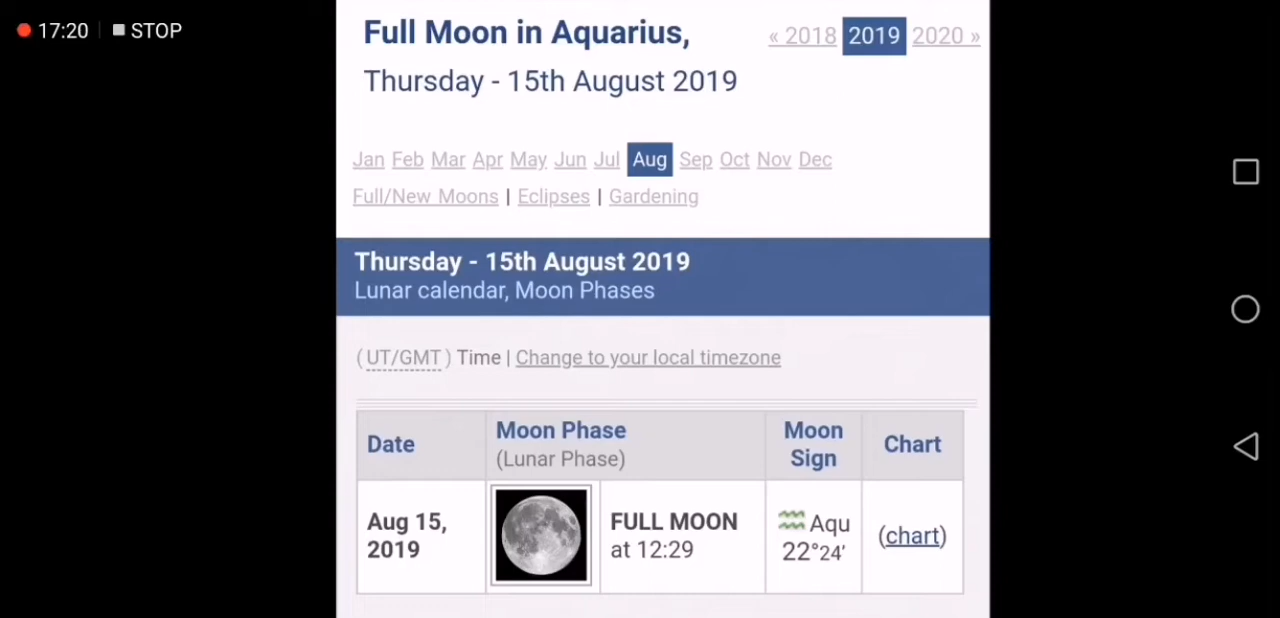 17:20 STOP
Full Moon in Aquarius,
« 2018 2019 2020 »
Thursday - 15th August 2019
Jan Feb Mar Apr May Jun Jul Aug Sep Oct Nov Dec
Full/New Moons | Eclipses | Gardening
Thursday - 15th August 2019
Lunar calendar, Moon Phases
( UT/GMT ) Time | Change to your local timezone
Date
Moon Phase
(Lunar Phase)
Moon
Sign
Chart
Aug 15,
2019
FULL MOON
at 12:29
♒ Aqu
22°24'
(chart)